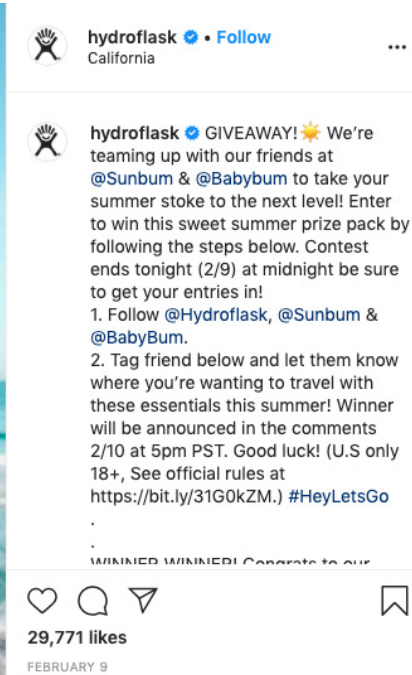 hydroflask • Follow
California
hydroflask GIVEAWAY!☀️ We're
teaming up with our friends at
@Sunbum & @Babybum to take your
summer stoke to the next level! Enter
to win this sweet summer prize pack by
following the steps below. Contest
ends tonight (2/9) at midnight be sure
to get your entries in!
1. Follow @Hydroflask, @Sunbum &
@BabyBum.
2. Tag friend below and let them know
where you're wanting to travel with
these essentials this summer! Winner
will be announced in the comments
2/10 at 5pm PST. Good luck! (U.S only
18+, See official rules at
https://bit.ly/31G0kZM.) #HeyLetsGo
.
.
WINNER WINNER! Congrats to our
29,771 likes
FEBRUARY 9